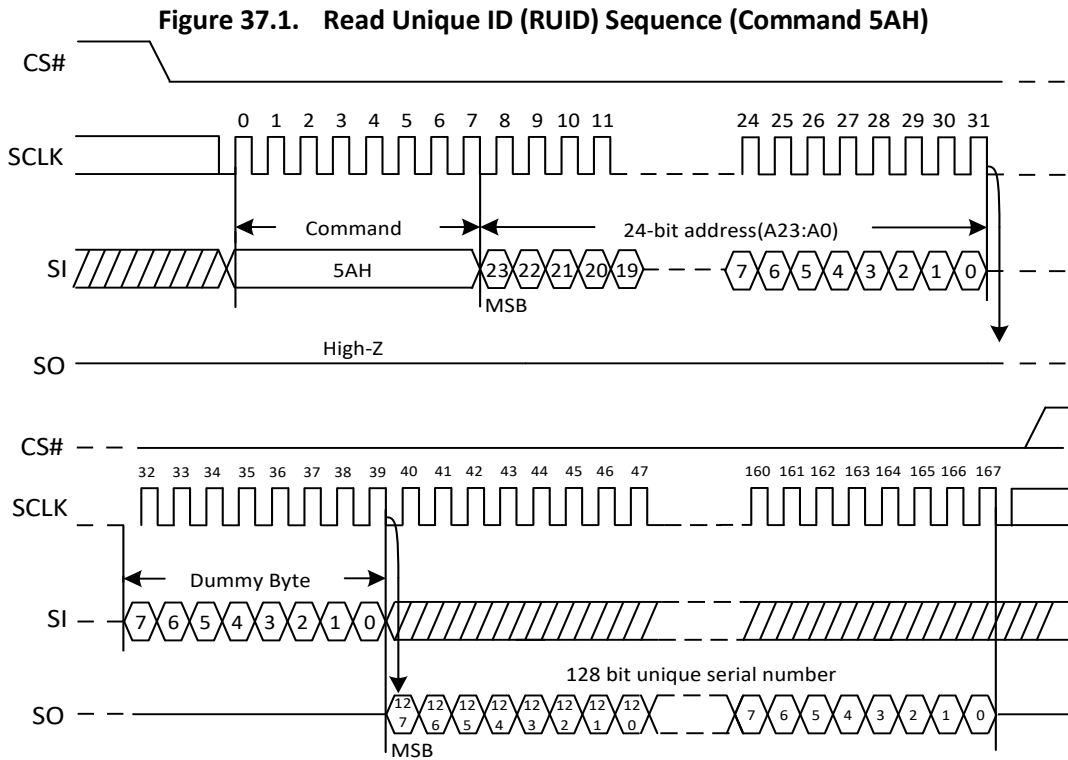 Figure 37.1. Read Unique ID (RUID) Sequence (Command 5AH)
CS#
0 1 2 3 4 5 6 7 8 9 10 11 24 25 26 27 28 29 30 31
SCLK
Command 24-bit address(A23:A0)
SI 5AH 23 22 21 20 19 7 6 5 4 3 2 1 0
MSB
High-Z
SO
CS#
32 33 34 35 36 37 38 39 40 41 42 43 44 45 46 47 160 161 162 163 164 165 166 167
SCLK
Dummy Byte
SI 7 6 5 4 3 2 1 0
128 bit unique serial number
SO 127 126 125 124 123 122 121 120 7 6 5 4 3 2 1 0
MSB